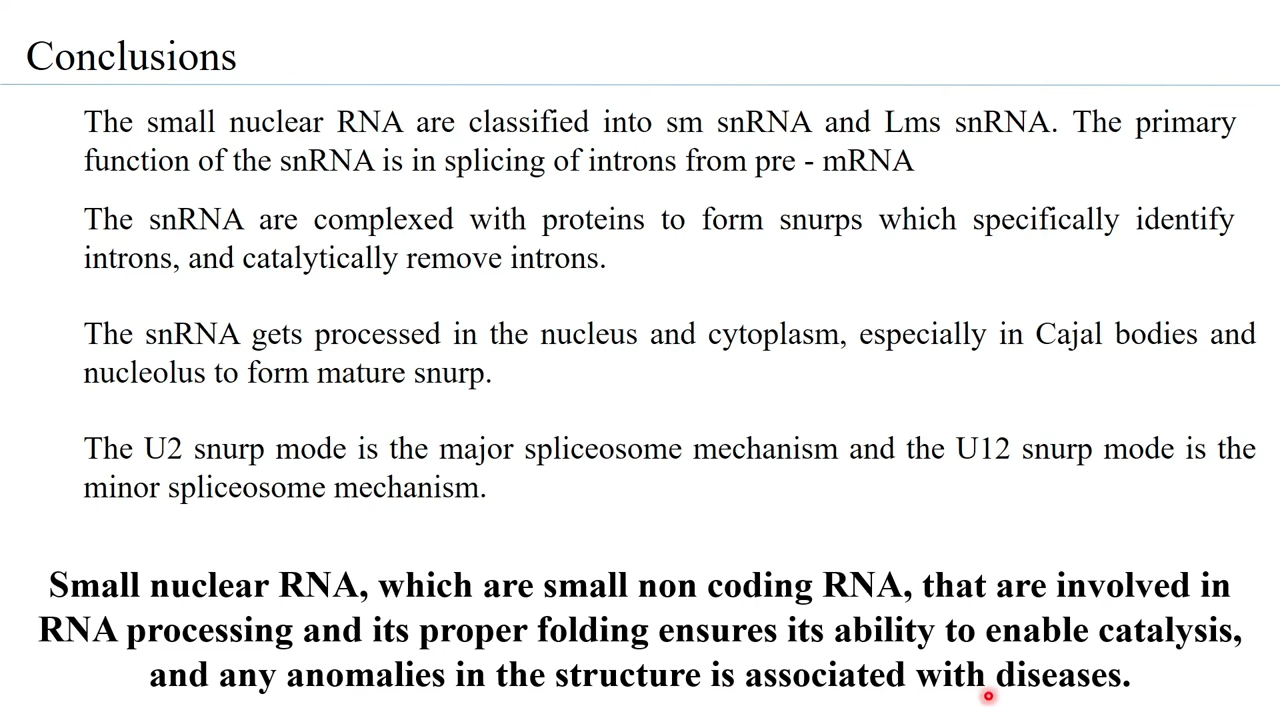 Conclusions
The small nuclear RNA are classified into sm snRNA and Lms snRNA. The primary
function of the snRNA is in splicing of introns from pre - mRNA
The snRNA are complexed with proteins to form snurps which specifically identify
introns, and catalytically remove introns.
The snRNA gets processed in the nucleus and cytoplasm, especially in Cajal bodies and
nucleolus to form mature snurp.
The U2 snurp mode is the major spliceosome mechanism and the U12 snurp mode is the
minor spliceosome mechanism.
Small nuclear RNA, which are small non coding RNA, that are involved in
RNA processing and its proper folding ensures its ability to enable catalysis,
and any anomalies in the structure is associated with diseases.